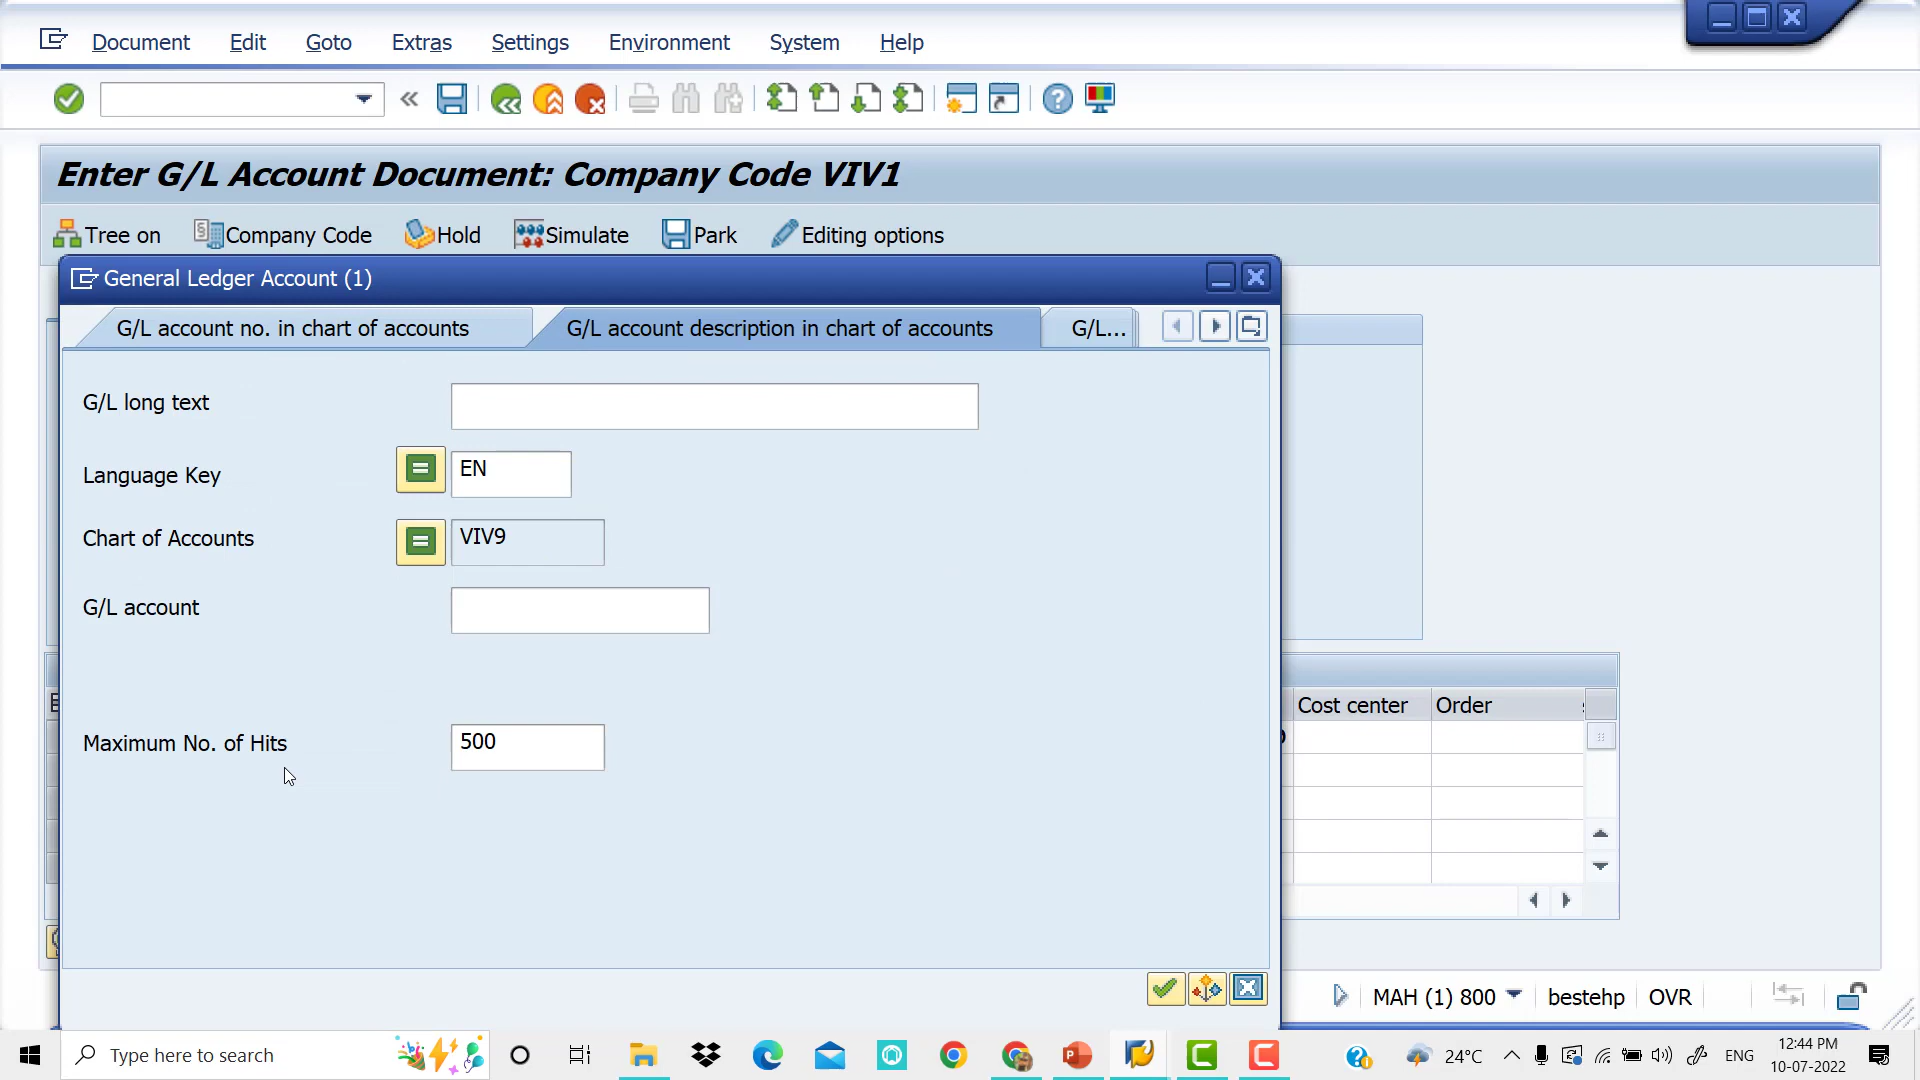 Document Edit Goto Extras Settings Environment System Help
Enter G/L Account Document: Company Code VIV1
Tree on Company Code Hold Simulate Park Editing options
General Ledger Account (1)
G/L account no. in chart of accounts G/L account description in chart of accounts G/L...
G/L long text
Language Key EN
Chart of Accounts VIV9
G/L account
Cost center Order
Maximum No. of Hits 500
MAH (1) 800 bestehp OVR
Type here to search 24°C ENG 12:44 PM
10-07-2022